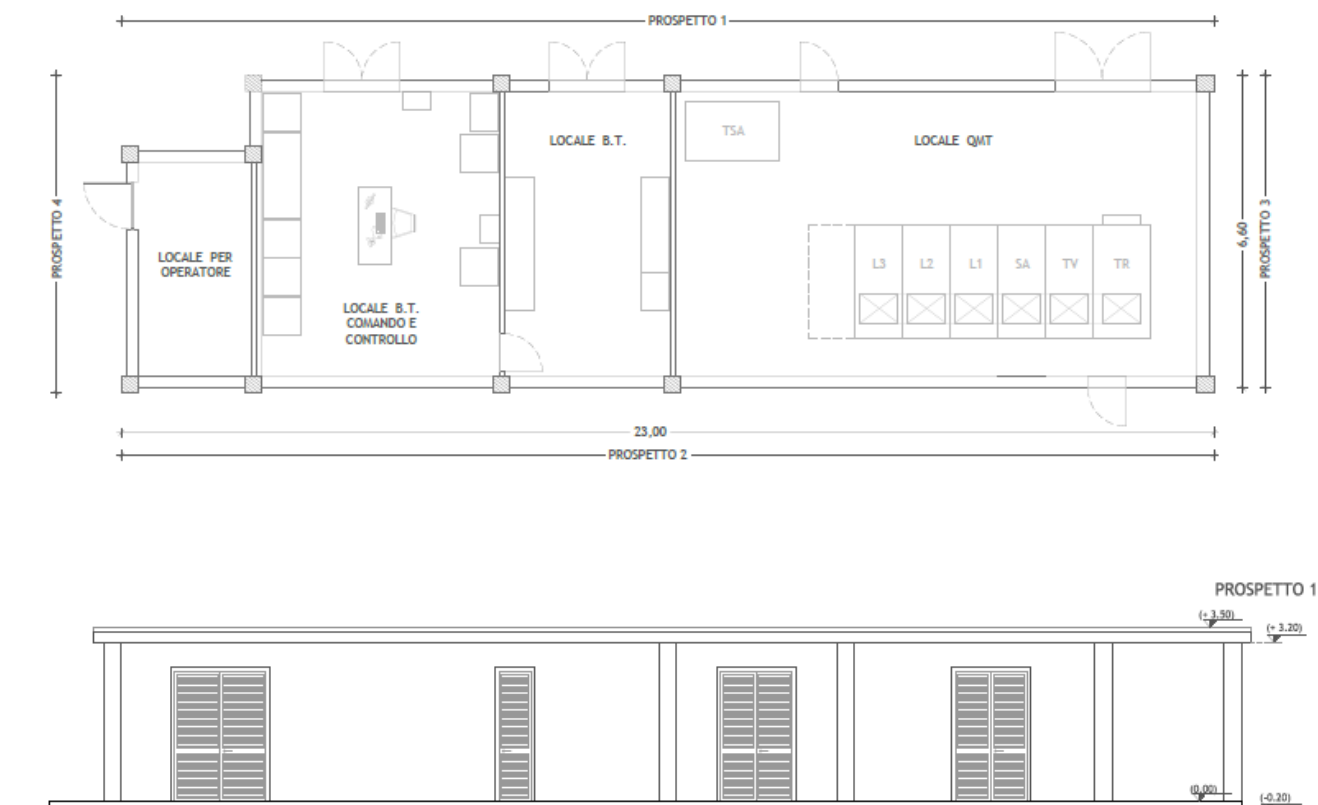 PROSPETTO 1
TSA
LOCALE B.T.
LOCALE QMT
PROSPETTO 4
LOCALE PER
OPERATORE
LOCALE B.T.
COMANDO E
CONTROLLO
L3
L2
L1
SA
TV
TR
6,60
PROSPETTO 3
23,00
PROSPETTO 2
PROSPETTO 1
(+ 3.50)
(+ 3.20)
(0.00)
(-0.20)